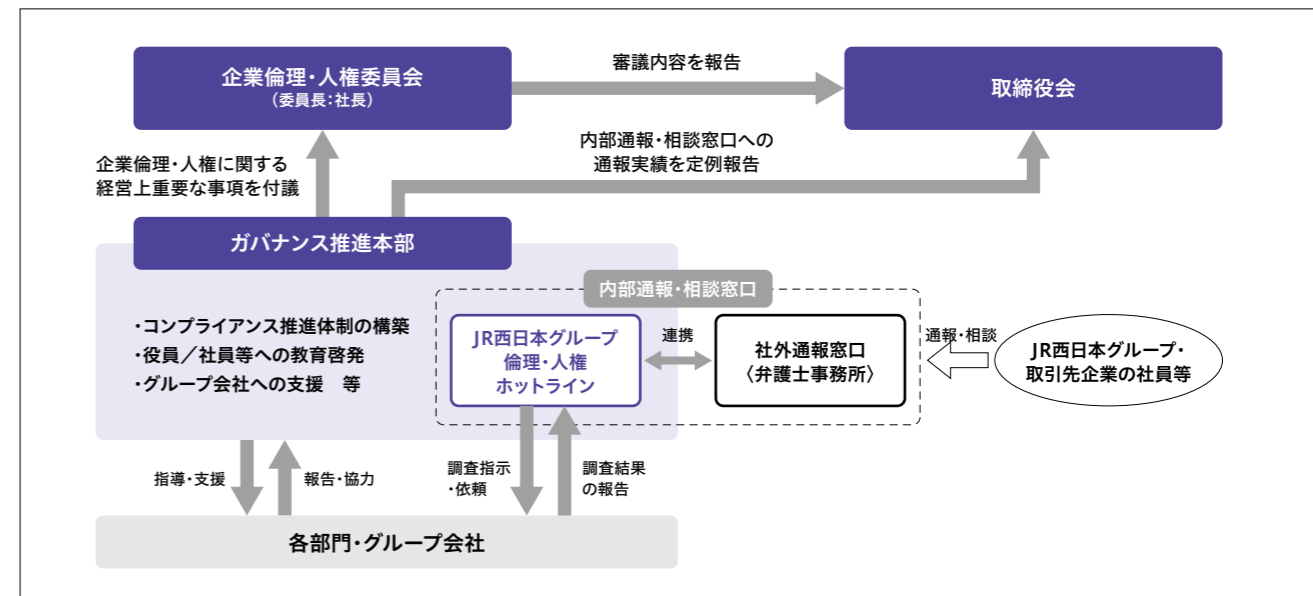 企業倫理・人権委員会
（委員長：社長）
審議内容を報告
取締役会
企業倫理・人権に関する
経営上重要な事項を付議
内部通報・相談窓口への
通報実績を定例報告
ガバナンス推進本部
・コンプライアンス推進体制の構築
・役員／社員等への教育啓発
・グループ会社への支援　等
内部通報・相談窓口
JR西日本グループ
倫理・人権
ホットライン
連携
社外通報窓口
〈弁護士事務所〉
通報・相談
JR西日本グループ・
取引先企業の社員等
指導・支援
報告・協力
調査指示
・依頼
調査結果
の報告
各部門・グループ会社